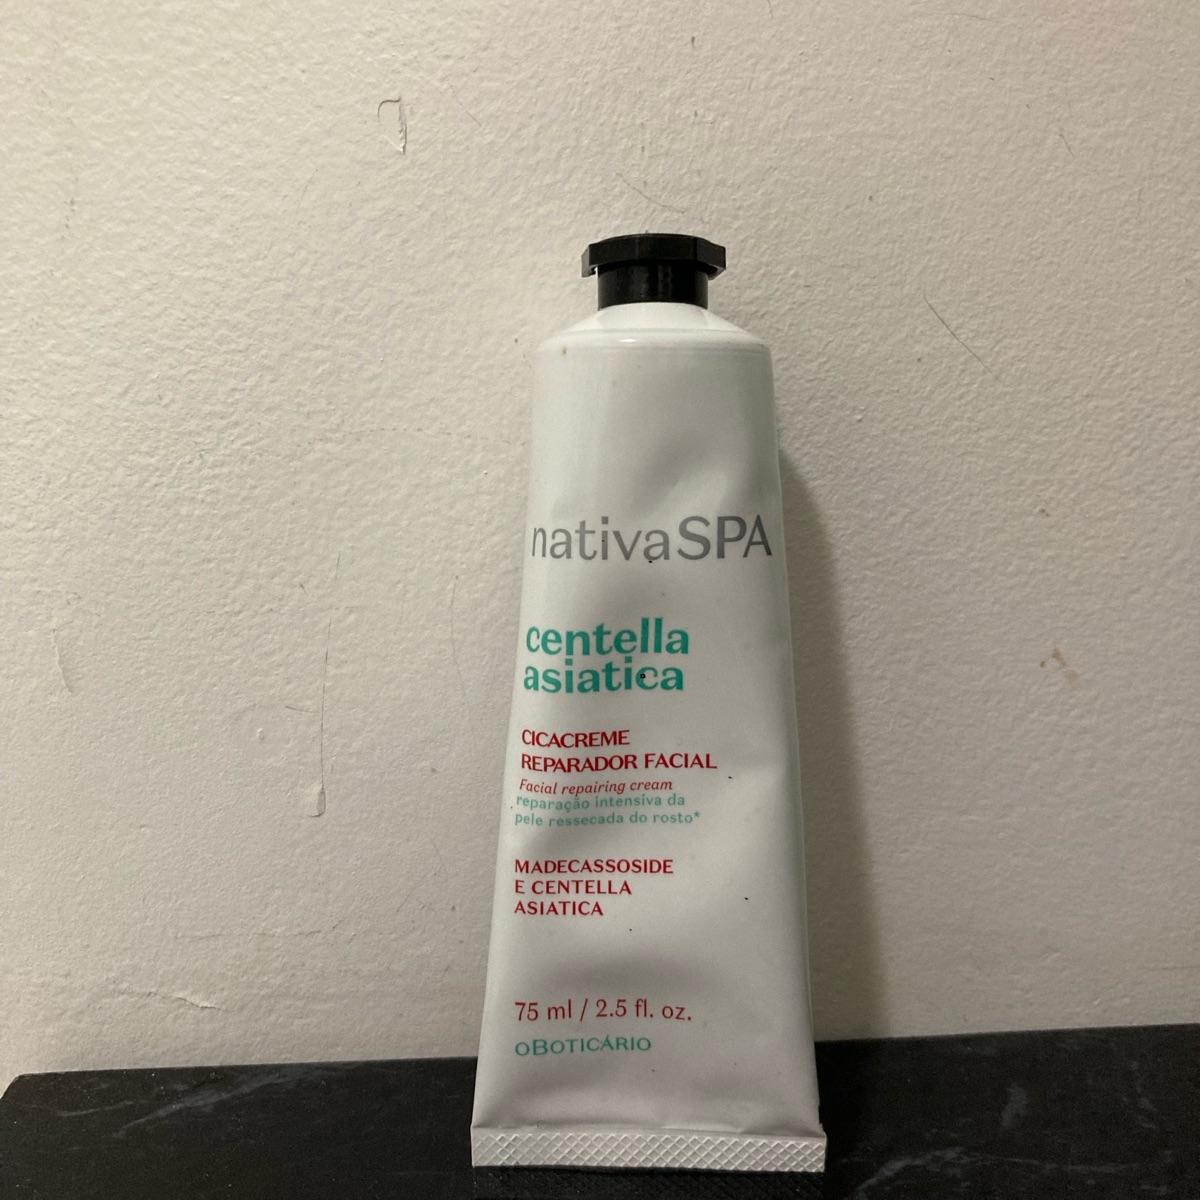 nativaSPA
centella
asiatica
CICACREME
REPARADOR FACIAL
Facial repairing cream
reparação intensiva da
pele ressecada do rosto*
MADECASSOSIDE
E CENTELLA
ASIATICA
75 ml / 2.5 fl. oz.
OBOTICÁRIO